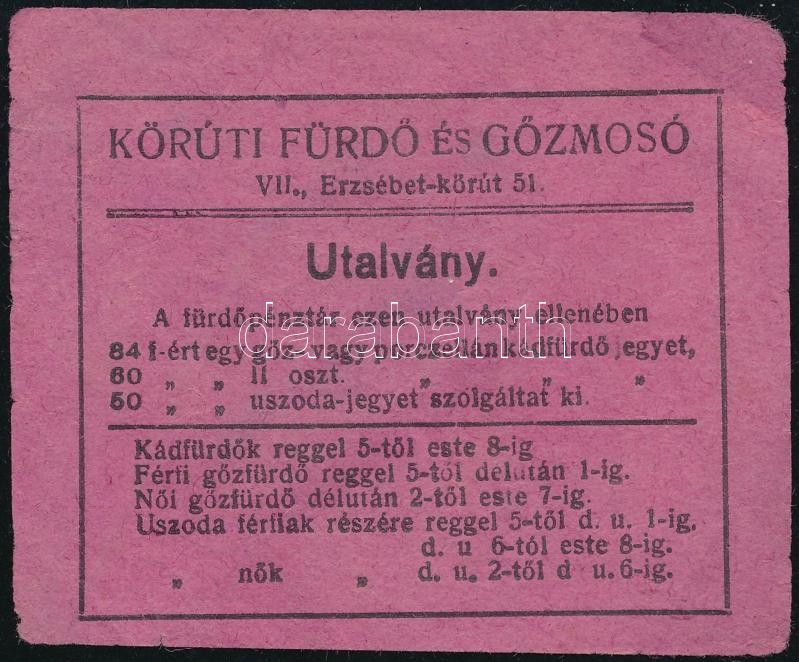 KÖRÚTI FÜRDŐ ÉS GŐZMOSÓ
VII., Erzsébet-körút 51.
Utalvány.
A fürdőpénztár ezen utalvány ellenében
darabanth
84 f-ért egy gőz- vagy porczellánkádfürdő jegyet,
60 „ „ II oszt. „ „ „
50 „ „ uszoda-jegyet szolgáltat ki.
Kádfürdők reggel 5-től este 8-ig
Férfi gőzfürdő reggel 5-től délután 1-ig.
Női gőzfürdő délután 2-től este 7-ig.
Uszoda férfiak részére reggel 5-től d. u. 1-ig,
d. u 6-tól este 8-ig.
„ nők „ d. u. 2-től d u. 6-ig.